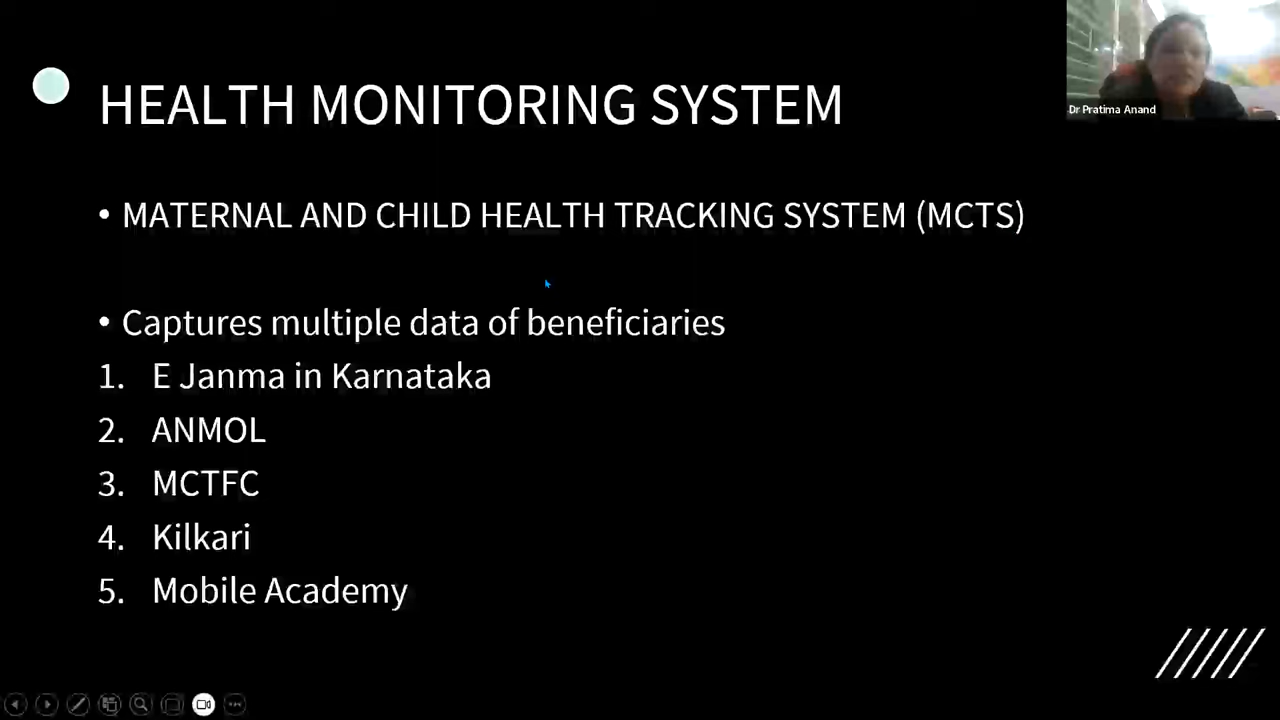 Dr Pratima Anand
HEALTH MONITORING SYSTEM
• MATERNAL AND CHILD HEALTH TRACKING SYSTEM (MCTS)
• Captures multiple data of beneficiaries
1. E Janma in Karnataka
2. ANMOL
3. MCTFC
4. Kilkari
5. Mobile Academy